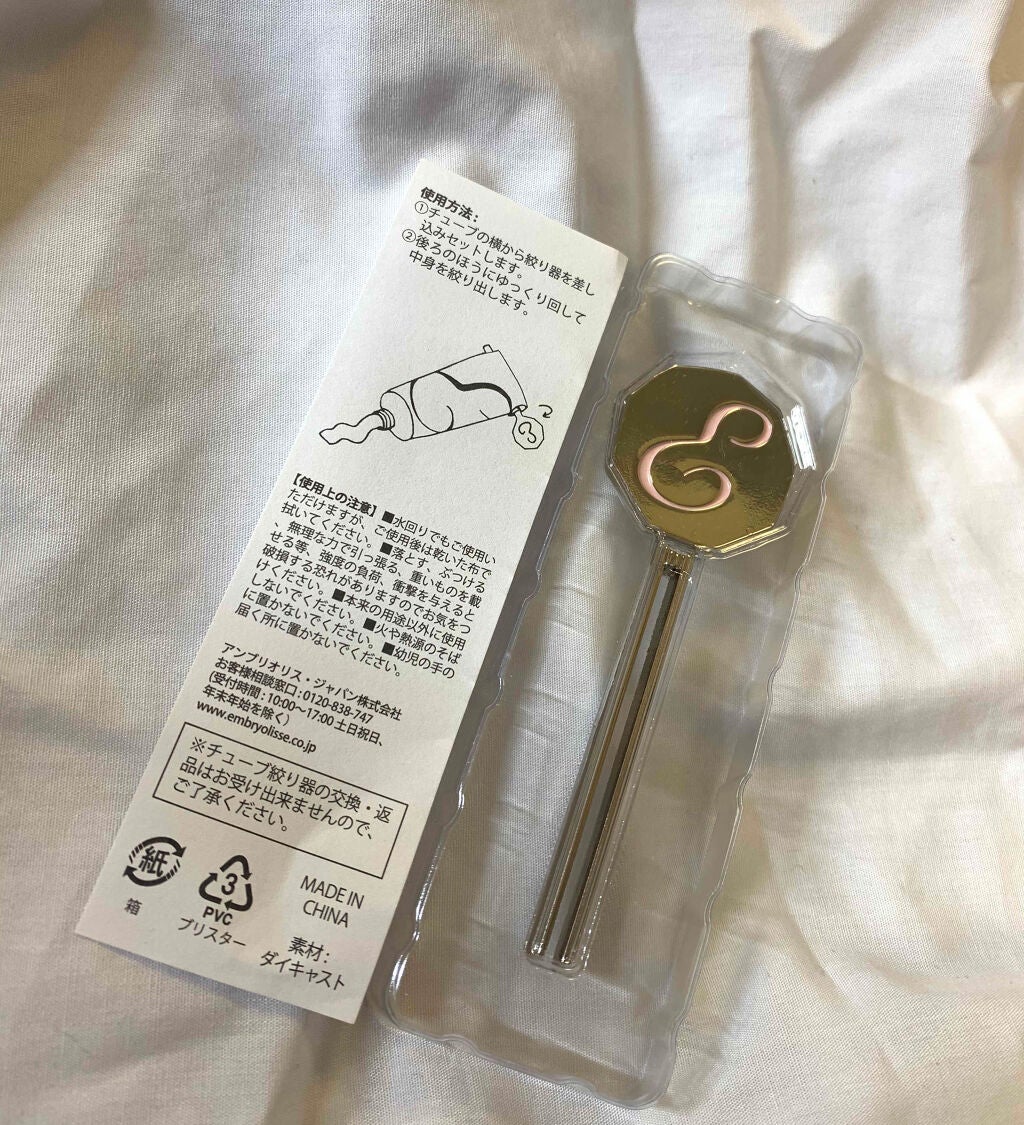 使用方法:
①チューブの横から絞り器を差し
込みセットします。
②後ろのほうにゆっくり回して
中身を絞り出します。
【使用上の注意】■水回りでもご使用い
ただけますが、ご使用後は乾いた布で
拭いてください。■落とす、ぶつける
、無理な力で引っ張る、重いものを載
せる等、強度の負荷、衝撃を与えると
破損する恐れがありますのでお気をつ
けください。■本来の用途以外に使用
しないでください。■火や熱源のそば
に置かないでください。■幼児の手の
届く所に置かないでください。
アンブリオリス・ジャパン株式会社
お客様相談窓口:0120-838-747
(受付時間:10:00〜17:00 土日祝日、
年末年始を除く)
www.embryolisse.co.jp
※チューブ絞り器の交換・返
品はお受け出来ませんので、
ご了承ください。
紙
箱
3
PVC
ブリスター
MADE IN
CHINA
素材:
ダイキャスト